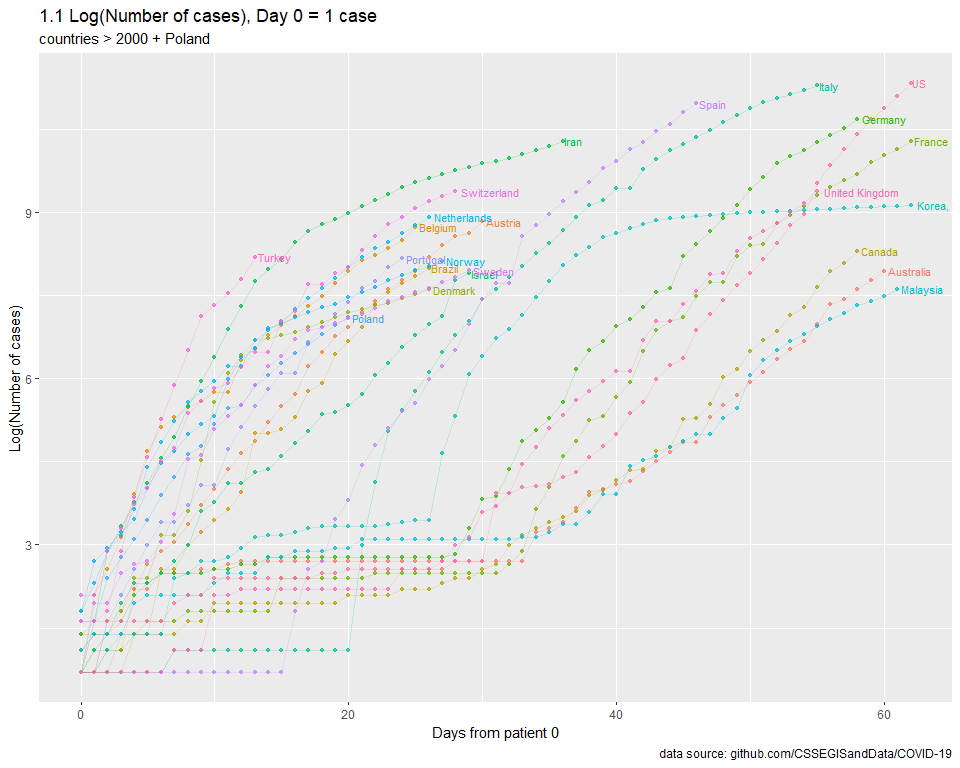 1.1 Log(Number of cases), Day 0 = 1 case
countries > 2000 + Poland
Log(Number of cases)
9
6
3
US
Italy
Spain
Germany
Iran
France
Switzerland
United Kingdom
Korea,
Netherlands
Austria
Belgium
Turkey
Portugal
Norway
Canada
Brazil
Sweden
Israel
Australia
Denmark
Malaysia
Poland
0
20
40
60
Days from patient 0
data source: github.com/CSSEGISandData/COVID-19